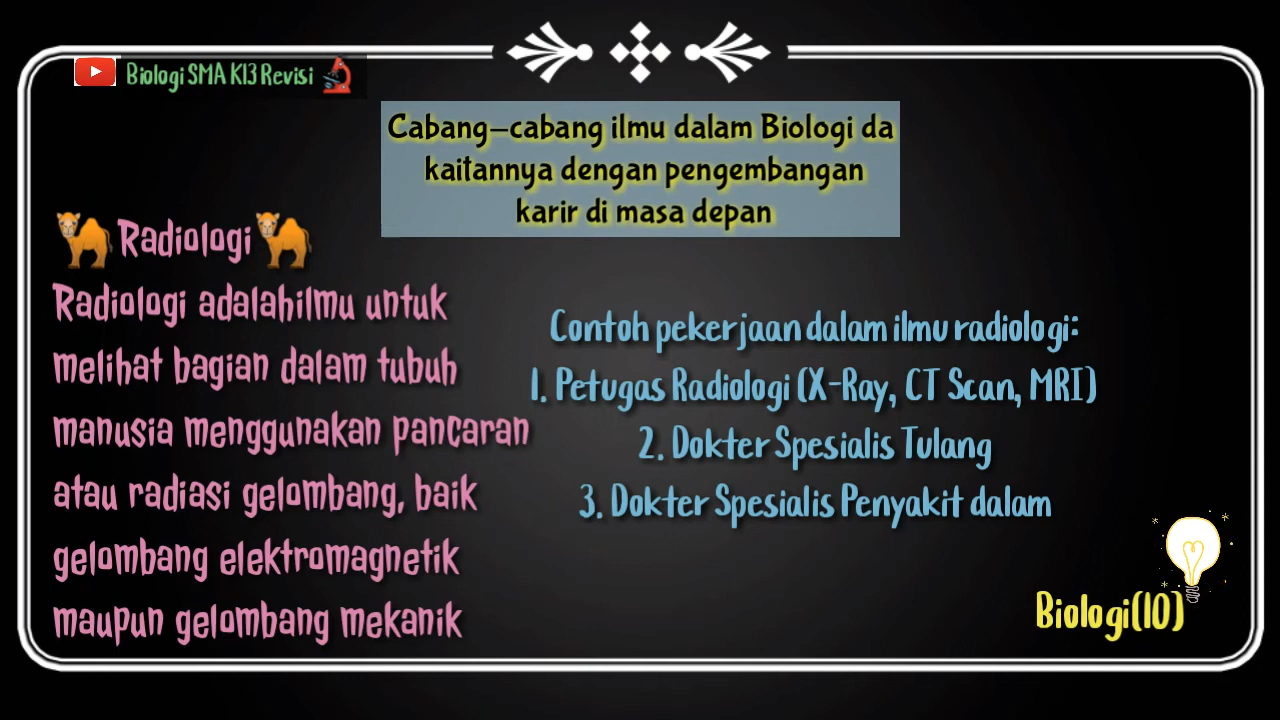 Biologi SMA K13 Revisi
Cabang-cabang ilmu dalam Biologi da
kaitannya dengan pengembangan
karir di masa depan
Radiologi
Radiologi adalahilmu untuk
melihat bagian dalam tubuh
manusia menggunakan pancaran
atau radiasi gelombang, baik
gelombang elektromagnetik
maupun gelombang mekanik
Contoh pekerjaan dalam ilmu radiologi:
1. Petugas Radiologi (X-Ray, CT Scan, MRI)
2. Dokter Spesialis Tulang
3. Dokter Spesialis Penyakit dalam
Biologi(10)